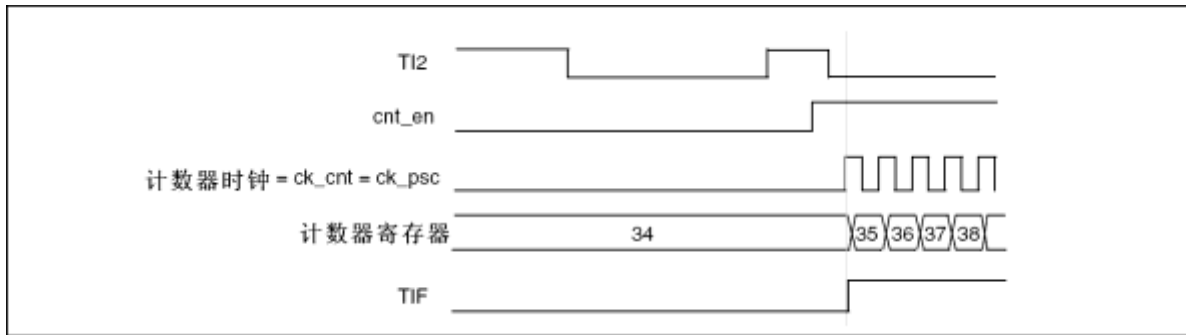 TI2
cnt_en
计数器时钟 = ck_cnt = ck_psc
计数器寄存器 34 35 36 37 38
TIF